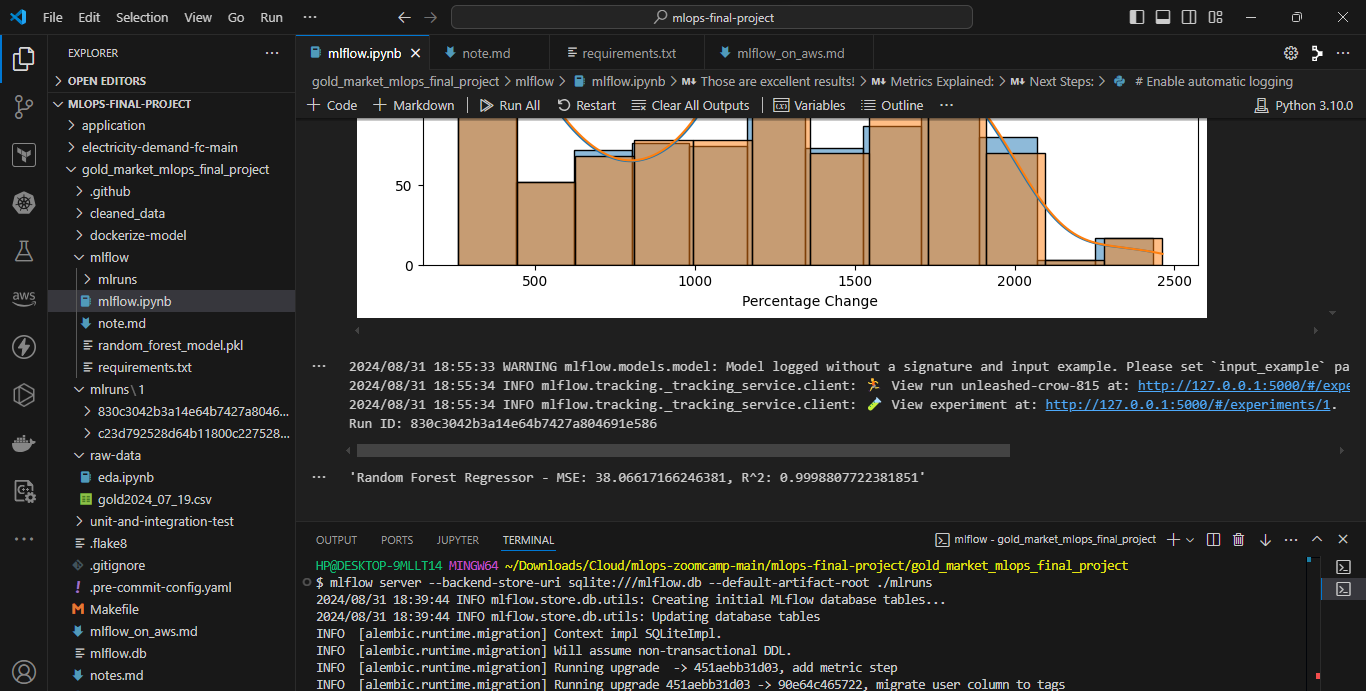 File Edit Selection View Go Run ··· mlops-final-project
EXPLORER ···
OPEN EDITORS
MLOPS-FINAL-PROJECT
application
electricity-demand-fc-main
gold_market_mlops_final_project
.github
cleaned_data
dockerize-model
mlflow
mlruns
mlflow.ipynb
note.md
random_forest_model.pkl
requirements.txt
mlruns\1
830c3042b3a14e64b7427a8046...
c23d792528d64b11800c227528...
raw-data
eda.ipynb
gold2024_07_19.csv
unit-and-integration-test
.flake8
.gitignore
.pre-commit-config.yaml
Makefile
mlflow_on_aws.md
mlflow.db
notes.md
aws
mlflow.ipynb note.md requirements.txt mlflow_on_aws.md
gold_market_mlops_final_project > mlflow > mlflow.ipynb > M↓ Those are excellent results! > M↓ Metrics Explained: > M↓ Next Steps: > # Enable automatic logging
+ Code + Markdown Run All Restart Clear All Outputs Variables Outline ··· Python 3.10.0
50
0
500 1000 1500 2000 2500
Percentage Change
2024/08/31 18:55:33 WARNING mlflow.models.model: Model logged without a signature and input example. Please set `input_example` pa
2024/08/31 18:55:34 INFO mlflow.tracking._tracking_service.client: 🏃 View run unleashed-crow-815 at: http://127.0.0.1:5000/#/expe
2024/08/31 18:55:34 INFO mlflow.tracking._tracking_service.client: 🧪 View experiment at: http://127.0.0.1:5000/#/experiments/1.
Run ID: 830c3042b3a14e64b7427a804691e586
'Random Forest Regressor - MSE: 38.06617166246381, R^2: 0.9998807722381851'
OUTPUT PORTS JUPYTER TERMINAL mlflow - gold_market_mlops_final_project
HP@DESKTOP-9MLLT14 MINGW64 ~/Downloads/Cloud/mlops-zoomcamp-main/mlops-final-project/gold_market_mlops_final_project
$ mlflow server --backend-store-uri sqlite:///mlflow.db --default-artifact-root ./mlruns
2024/08/31 18:39:44 INFO mlflow.store.db.utils: Creating initial MLflow database tables...
2024/08/31 18:39:44 INFO mlflow.store.db.utils: Updating database tables
INFO  [alembic.runtime.migration] Context impl SQLiteImpl.
INFO  [alembic.runtime.migration] Will assume non-transactional DDL.
INFO  [alembic.runtime.migration] Running upgrade  -> 451aebb31d03, add metric step
INFO  [alembic.runtime.migration] Running upgrade 451aebb31d03 -> 90e64c465722, migrate user column to tags